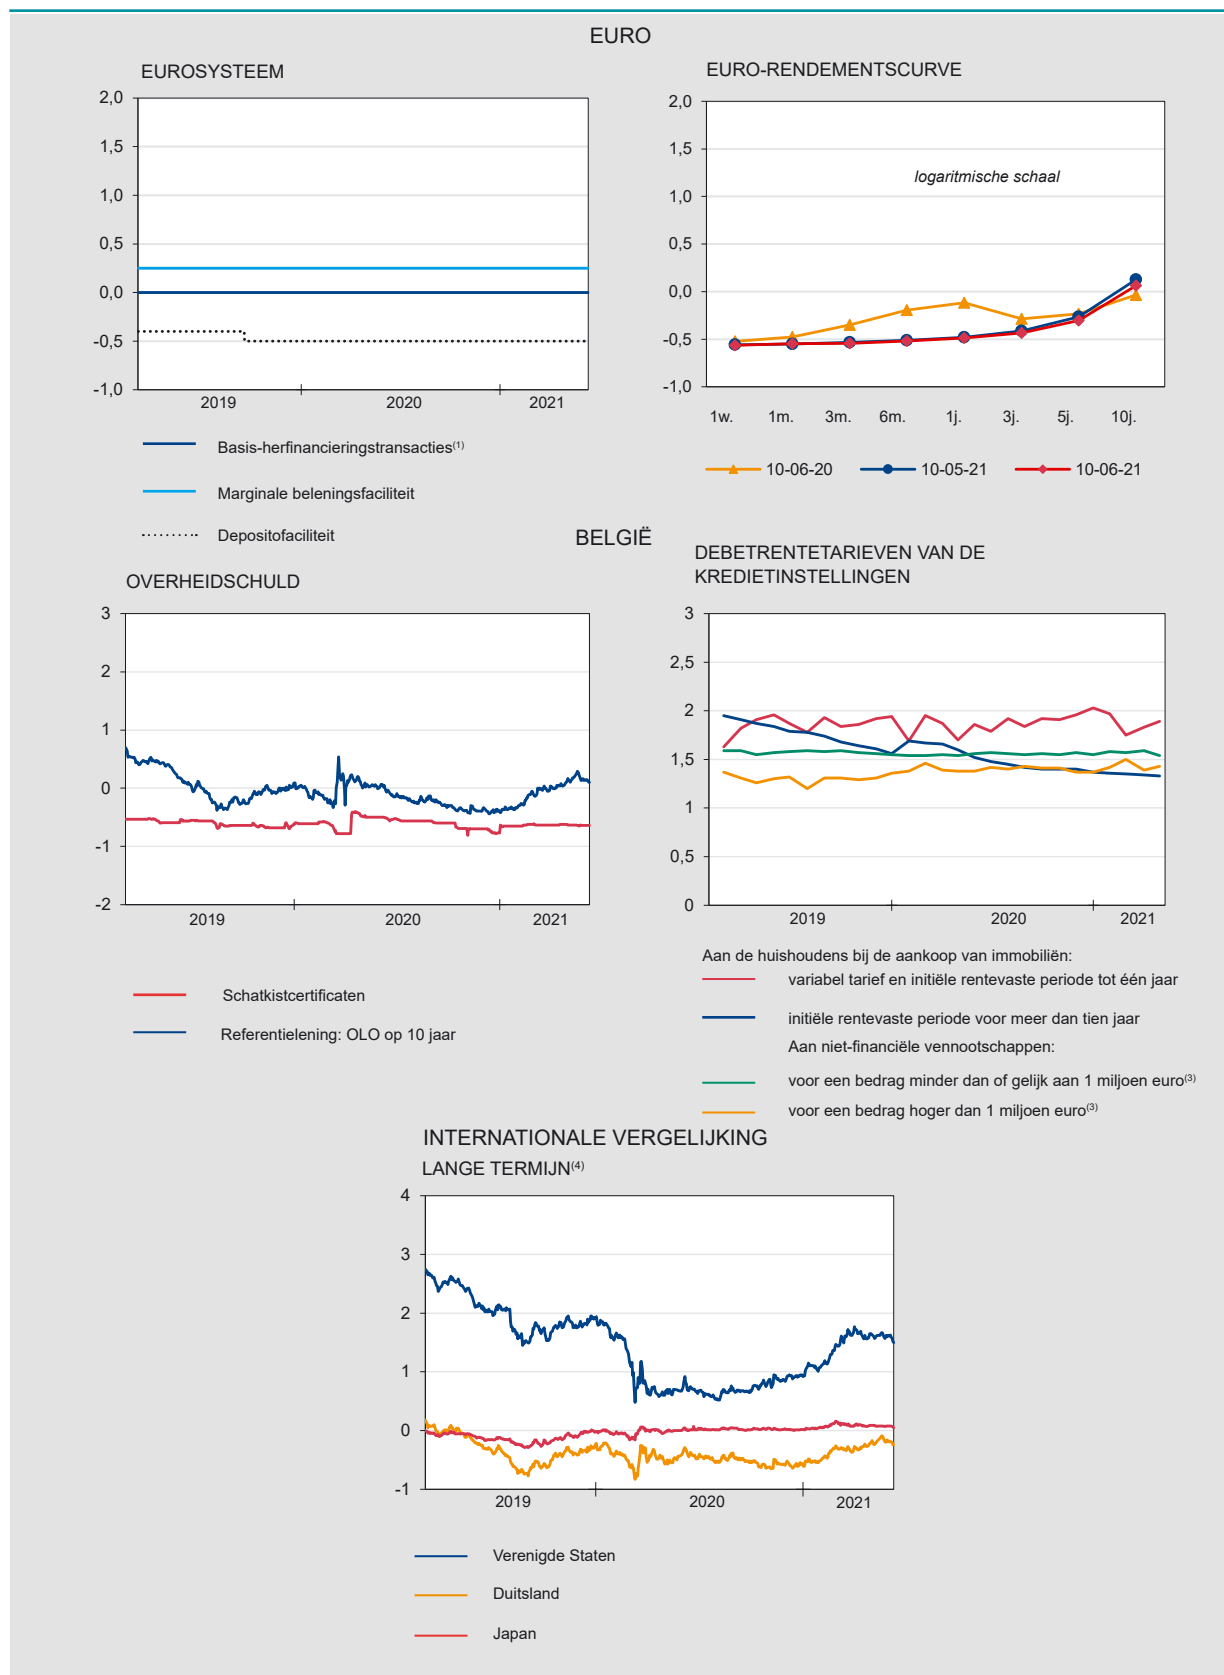 EURO
EUROSYSTEEM
2,0
1,5
1,0
0,5
0,0
-0,5
-1,0
2019
2020
2021
Basis-herfinancieringstransacties(1)
Marginale beleningsfaciliteit
Depositofaciliteit
EURO-RENDEMENTSCURVE
2,0
1,5
1,0
0,5
0,0
-0,5
-1,0
logaritmische schaal
1w.
1m.
3m.
6m.
1j.
3j.
5j.
10j.
10-06-20
10-05-21
10-06-21
BELGIË
OVERHEIDSCHULD
3
2
1
0
-1
-2
2019
2020
2021
Schatkistcertificaten
Referentielening: OLO op 10 jaar
DEBETRENTETARIEVEN VAN DE
KREDIETINSTELLINGEN
3
2,5
2
1,5
1
0,5
0
2019
2020
2021
Aan de huishoudens bij de aankoop van immobiliën:
variabel tarief en initiële rentevaste periode tot één jaar
initiële rentevaste periode voor meer dan tien jaar
Aan niet-financiële vennootschappen:
voor een bedrag minder dan of gelijk aan 1 miljoen euro(3)
voor een bedrag hoger dan 1 miljoen euro(3)
INTERNATIONALE VERGELIJKING
LANGE TERMIJN(4)
4
3
2
1
0
-1
2019
2020
2021
Verenigde Staten
Duitsland
Japan